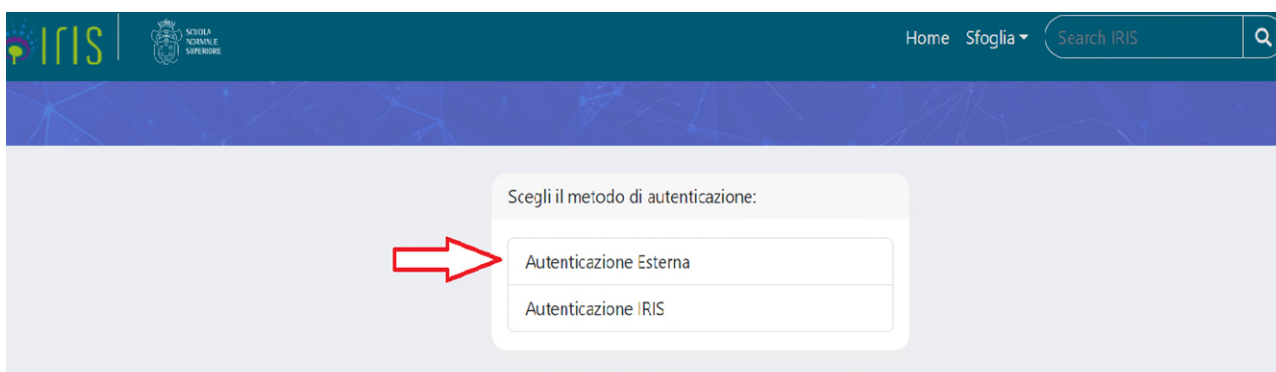 IRIS
SCUOLA
NORMALE
SUPERIORE
Home Sfoglia Search IRIS
Scegli il metodo di autenticazione:
Autenticazione Esterna
Autenticazione IRIS